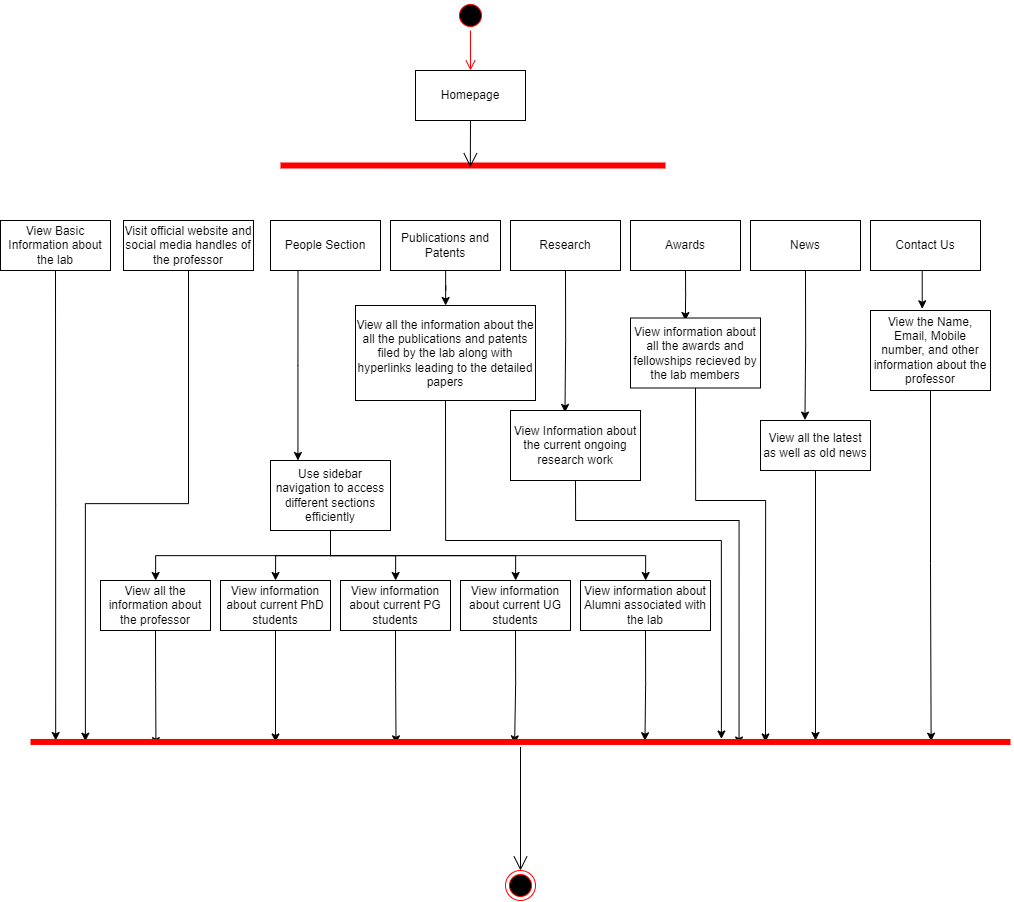 Homepage
View Basic
Information about
the lab
Visit official website and
social media handles of
the professor
People Section
Publications and
Patents
Research
Awards
News
Contact Us
View all the information about the
all the publications and patents
filed by the lab along with
hyperlinks leading to the detailed
papers
View information about
all the awards and
fellowships recieved by
the lab members
View the Name,
Email, Mobile
number, and other
information about the
professor
View Information about
the current ongoing
research work
View all the latest
as well as old news
Use sidebar
navigation to access
different sections
efficiently
View all the
information about
the professor
View information
about current PhD
students
View information
about current PG
students
View information
about current UG
students
View information about
Alumni associated with
the lab